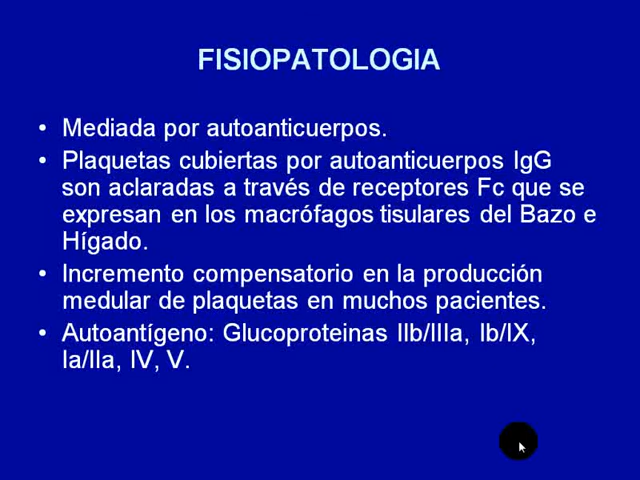 FISIOPATOLOGIA
• Mediada por autoanticuerpos.
• Plaquetas cubiertas por autoanticuerpos IgG
son aclaradas a través de receptores Fc que se
expresan en los macrófagos tisulares del Bazo e
Hígado.
• Incremento compensatorio en la producción
medular de plaquetas en muchos pacientes.
• Autoantígeno: Glucoproteinas IIb/IIIa, Ib/IX,
Ia/IIa, IV, V.